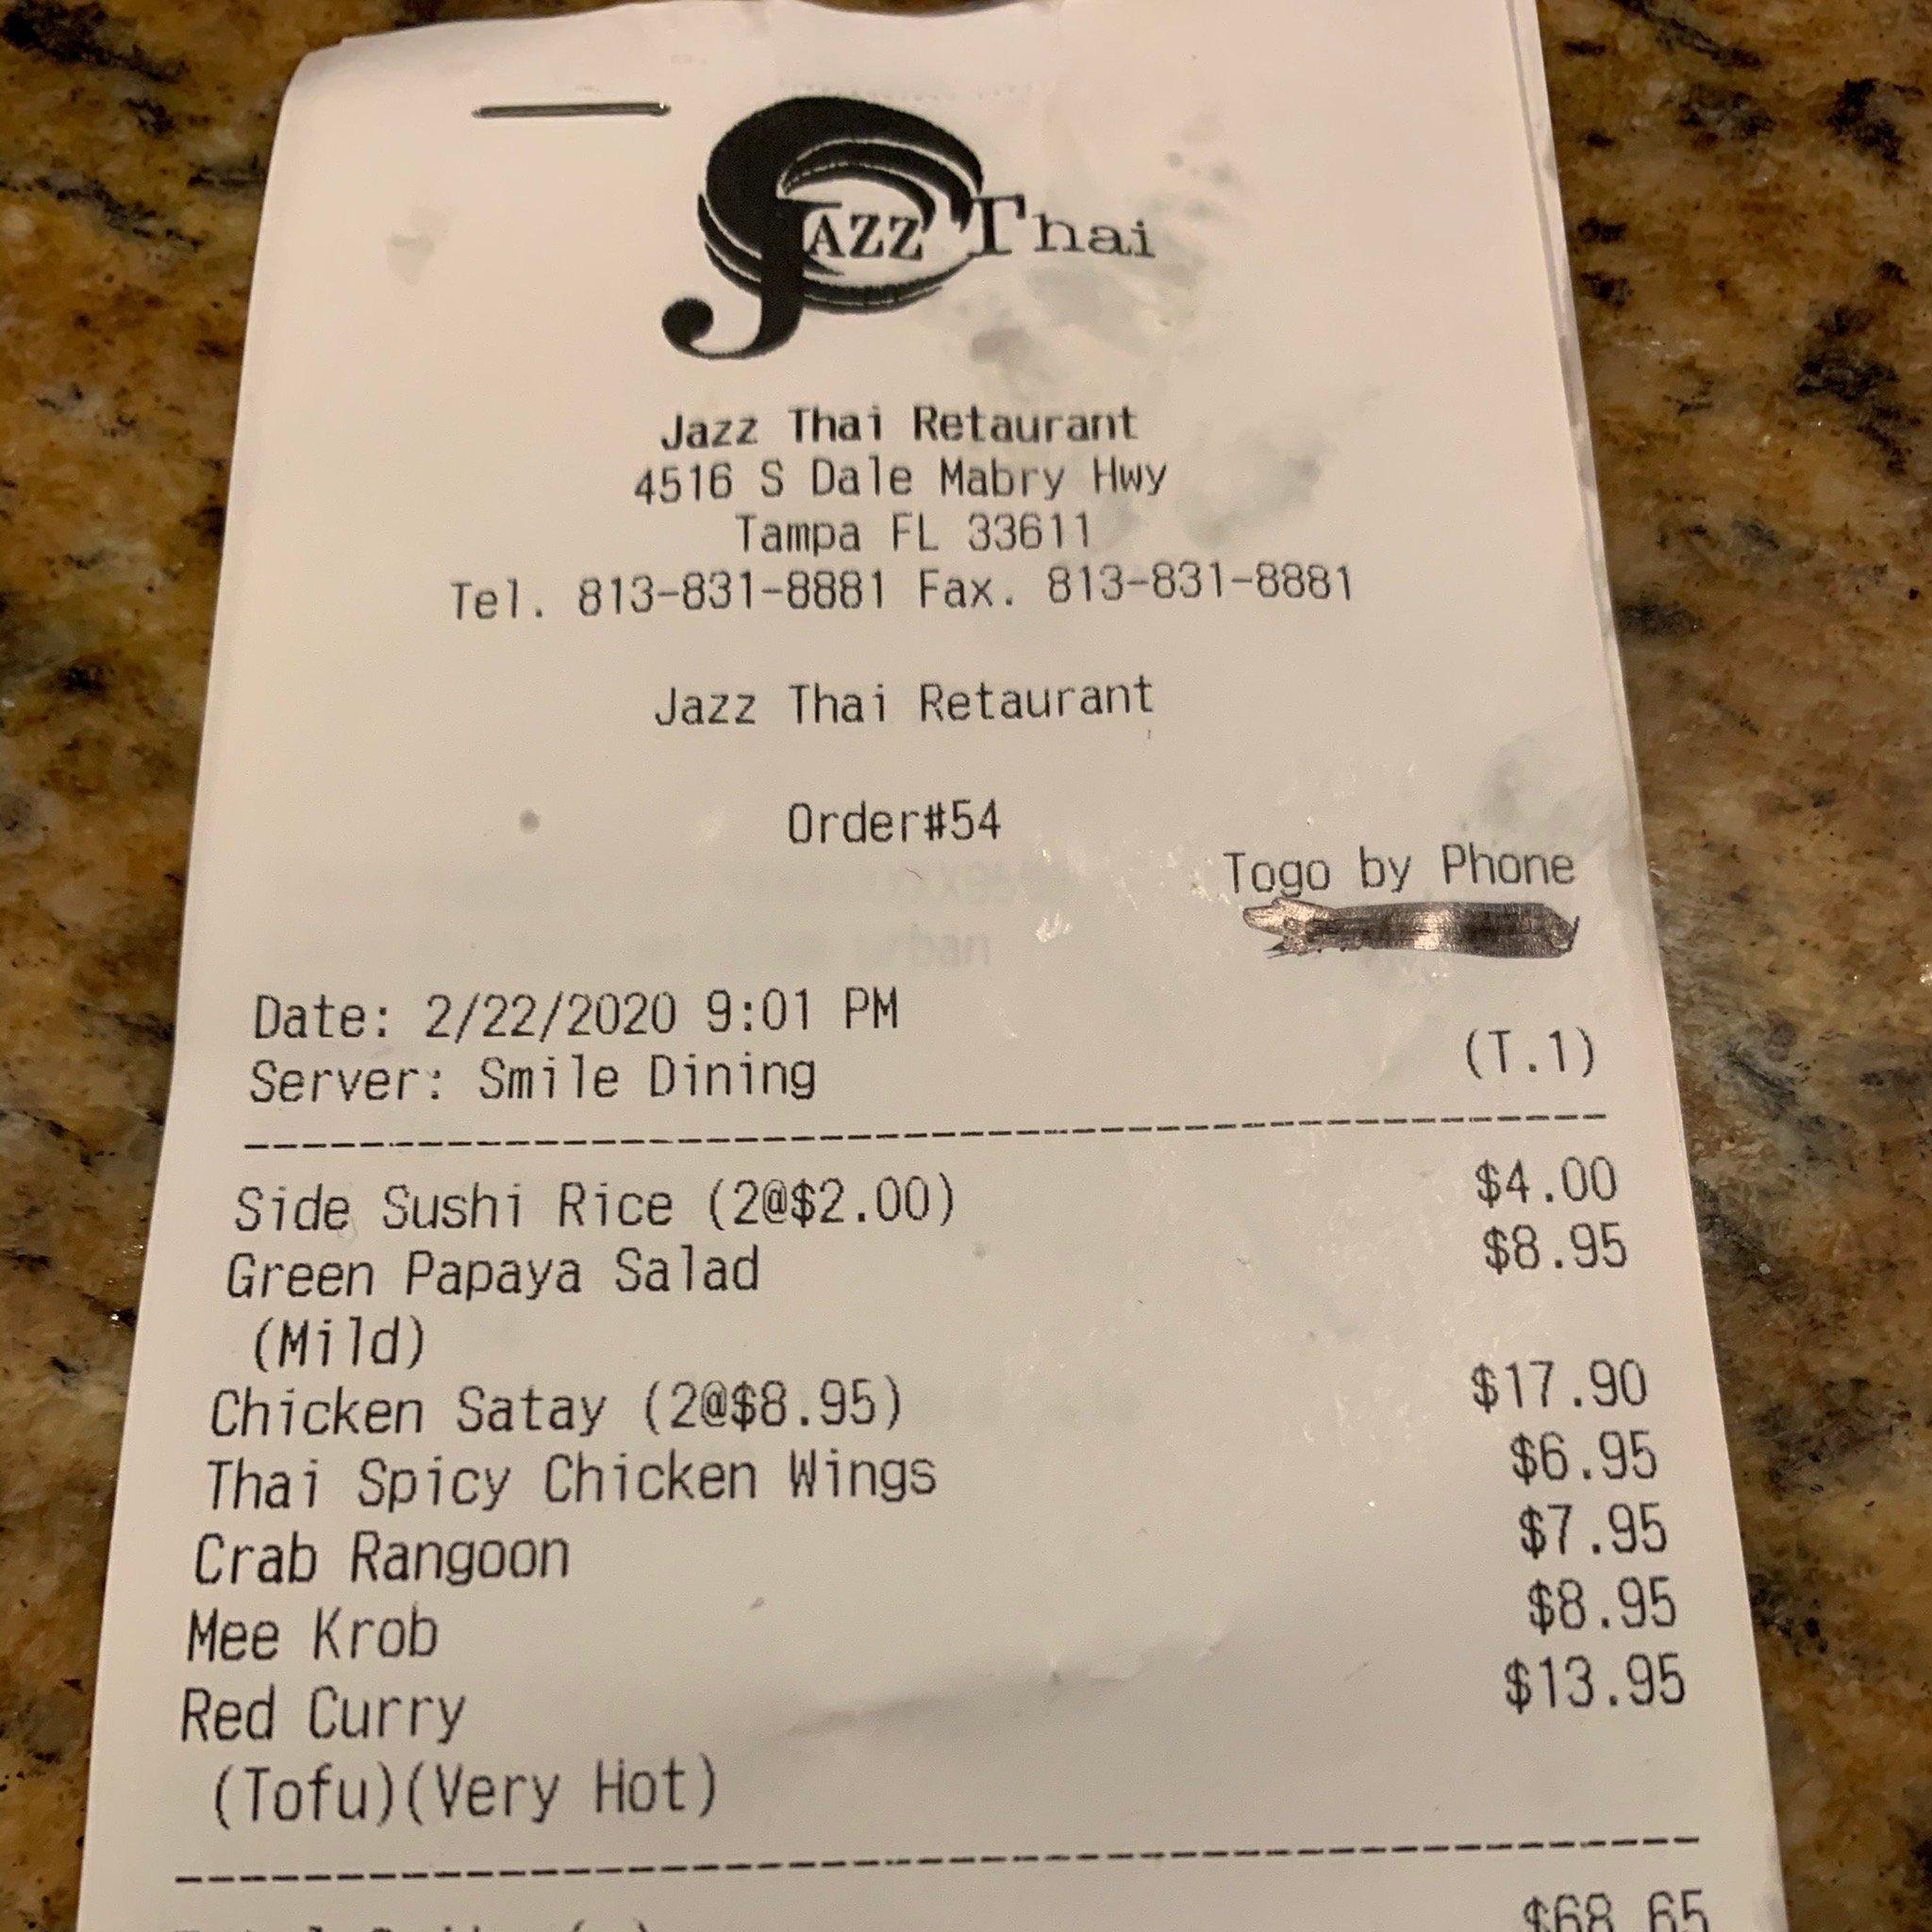 Jazz Thai
Jazz Thai Retaurant
4516 S Dale Mabry Hwy
Tampa FL 33611
Tel. 813-831-8881 Fax. 813-831-8881
Jazz Thai Retaurant
Order#54
Togo by Phone
Date: 2/22/2020 9:01 PM
Server: Smile Dining (T.1)
Side Sushi Rice (2@$2.00) $4.00
Green Papaya Salad $8.95
(Mild)
Chicken Satay (2@$8.95) $17.90
Thai Spicy Chicken Wings $6.95
Crab Rangoon $7.95
Mee Krob $8.95
Red Curry $13.95
(Tofu)(Very Hot)
$68.65